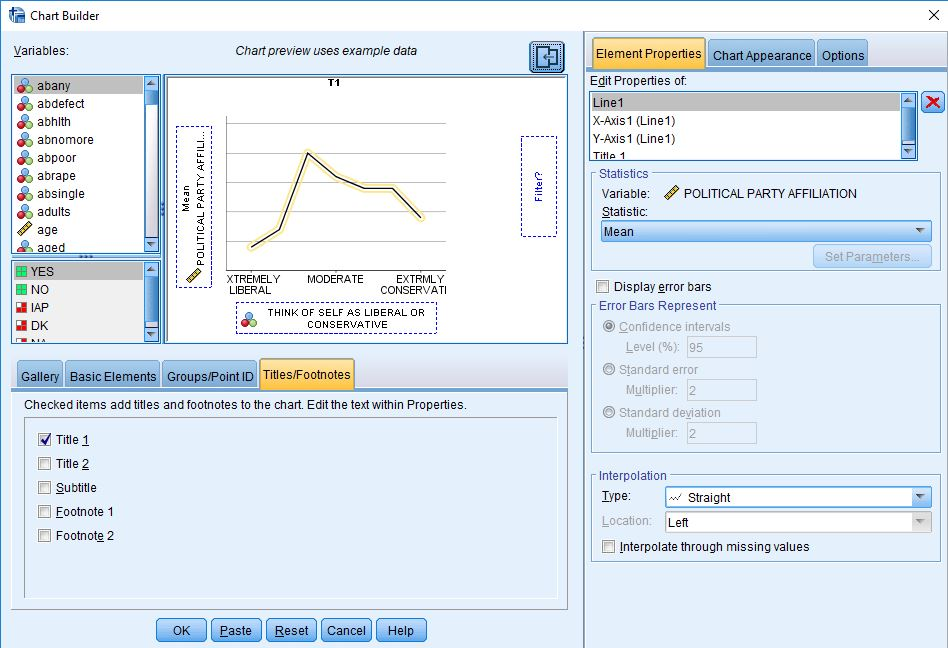 Chart Builder
Variables:
Chart preview uses example data
abany
abdefect
abhlth
abnomore
abpoor
abrape
absingle
adults
age
aged
YES
NO
IAP
DK
NA
T1
Mean
POLITICAL PARTY AFFILI...
Filter?
XTREMELY
LIBERAL
MODERATE
EXTRMLY
CONSERVATI
THINK OF SELF AS LIBERAL OR
CONSERVATIVE
Gallery
Basic Elements
Groups/Point ID
Titles/Footnotes
Checked items add titles and footnotes to the chart. Edit the text within Properties.
Title 1
Title 2
Subtitle
Footnote 1
Footnote 2
OK
Paste
Reset
Cancel
Help
Element Properties
Chart Appearance
Options
Edit Properties of:
Line1
X-Axis1 (Line1)
Y-Axis1 (Line1)
Title 1
Statistics
Variable: POLITICAL PARTY AFFILIATION
Statistic:
Mean
Set Parameters...
Display error bars
Error Bars Represent
Confidence intervals
Level (%): 95
Standard error
Multiplier: 2
Standard deviation
Multiplier: 2
Interpolation
Type: Straight
Location: Left
Interpolate through missing values